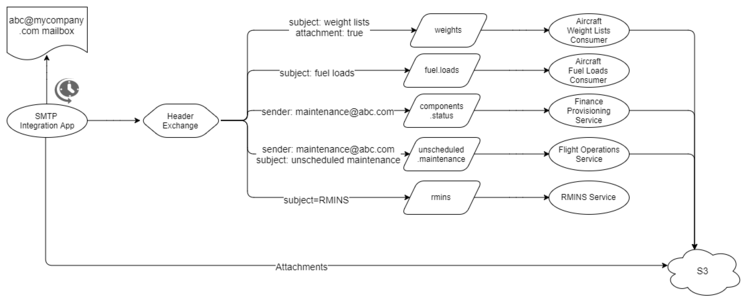 abc@mycompany
.com mailbox
SMTP
Integration App
Header
Exchange
subject: weight lists
attachment: true
weights
Aircraft
Weight Lists
Consumer
subject: fuel loads
fuel.loads
Aircraft
Fuel Loads
Consumer
sender: maintenance@abc.com
components
.status
Finance
Provisioning
Service
sender: maintenance@abc.com
subject: unscheduled maintenance
unscheduled
.maintenance
Flight Operations
Service
subject=RMINS
rmins
RMINS Service
Attachments
S3